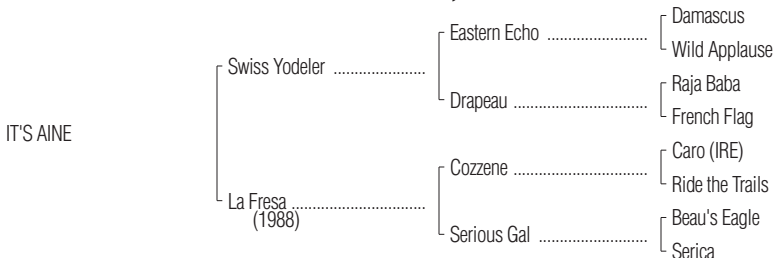 Damascus
Eastern Echo ........................
Wild Applause
Swiss Yodeler ......................
Raja Baba
Drapeau ................................
French Flag
IT'S AINE
Caro (IRE)
Cozzene ................................
Ride the Trails
La Fresa ................................
(1988)
Beau's Eagle
Serious Gal ..........................
Serica